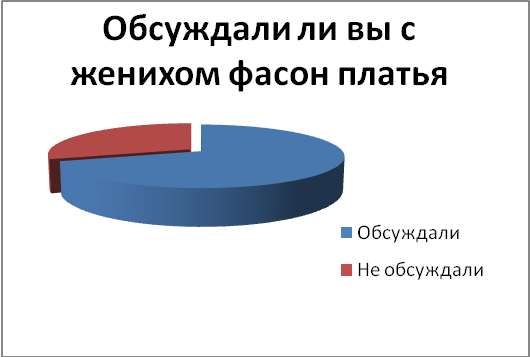 Обсуждали ли вы с
женихом фасон платья
Обсуждали
Не обсуждали